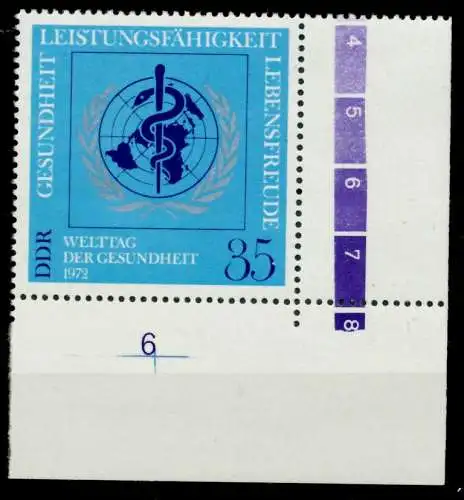 GESUNDHEIT
LEISTUNGSFÄHIGKEIT
LEBENSFREUDE
DDR
WELTTAG
DER GESUNDHEIT
1972
35
4
5
6
7
8
6